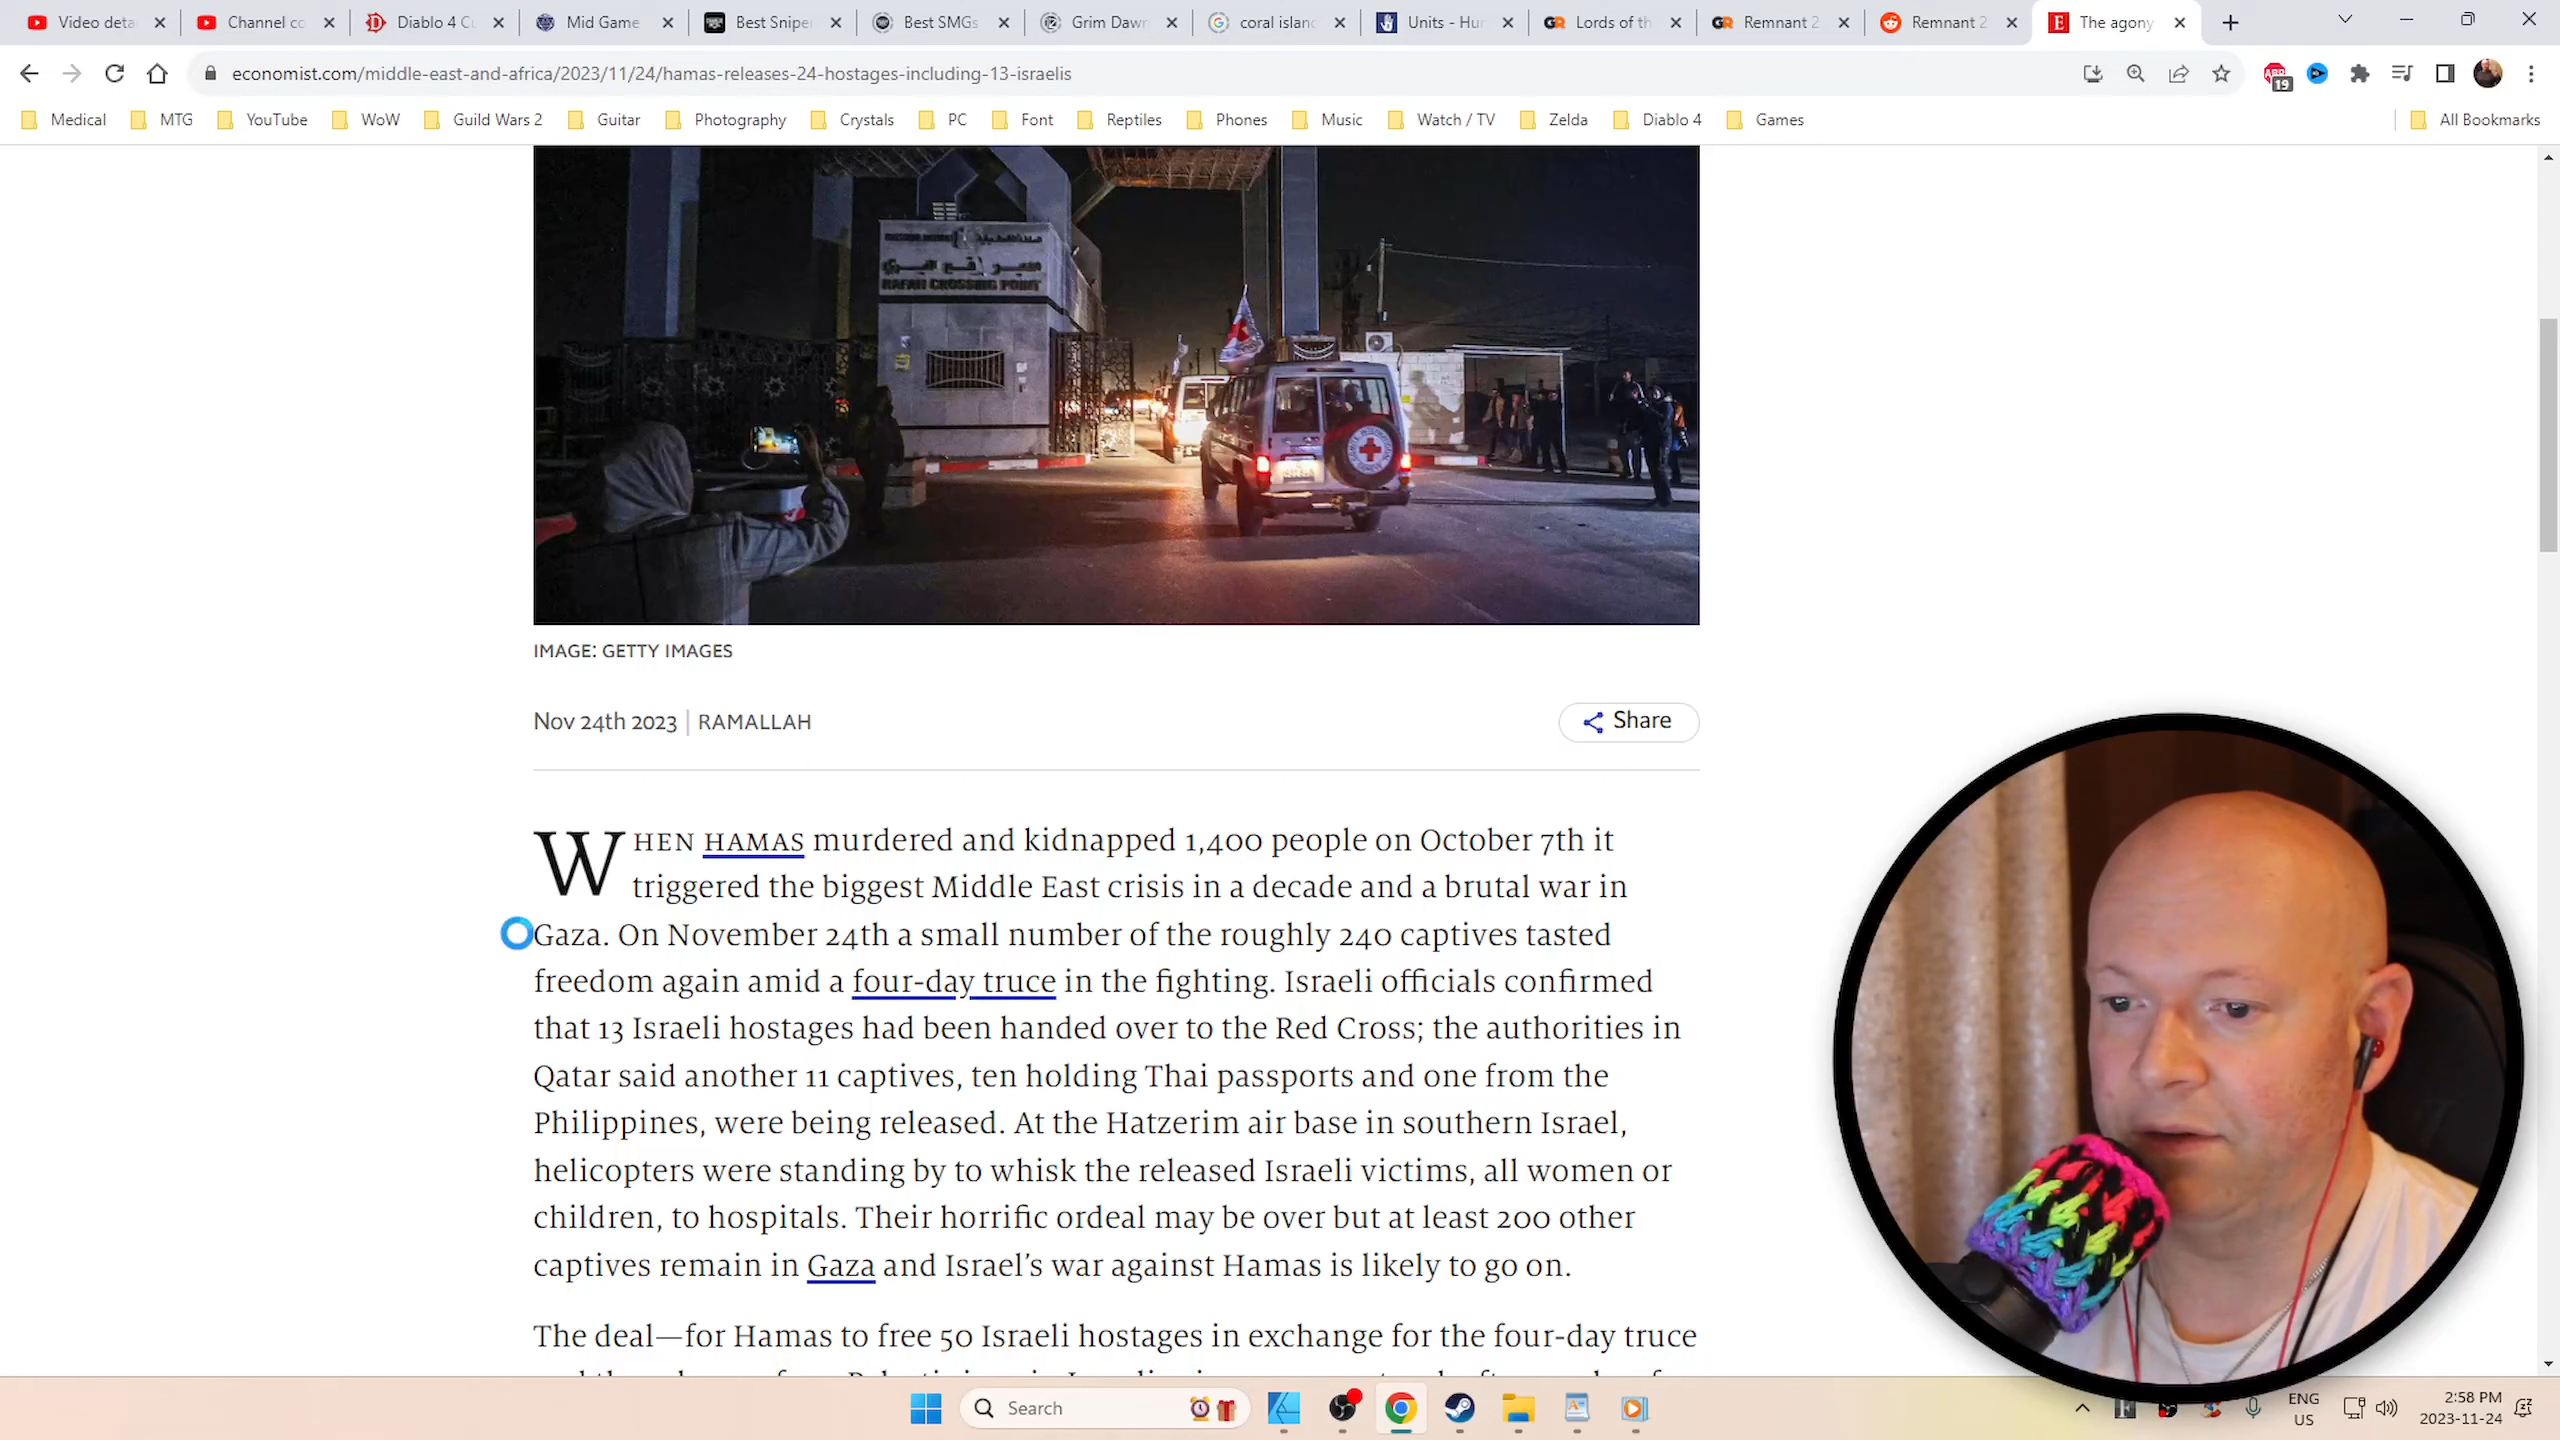 Video deta
Channel co
Diablo 4 Cu
Mid Game
Best Snipe
Best SMGs
Grim Dawn
coral island
Units - Hu
Lords of th
Remnant 2
Remnant 2
The agony
economist.com/middle-east-and-africa/2023/11/24/hamas-releases-24-hostages-including-13-israelis
19
Medical MTG YouTube WoW Guild Wars 2 Guitar Photography Crystals PC Font Reptiles Phones Music Watch / TV Zelda Diablo 4 Games All Bookmarks
RAFAH CROSSING POINT
IMAGE: GETTY IMAGES
Nov 24th 2023 | RAMALLAH
Share
WHEN HAMAS murdered and kidnapped 1,400 people on October 7th it
triggered the biggest Middle East crisis in a decade and a brutal war in
Gaza. On November 24th a small number of the roughly 240 captives tasted
freedom again amid a four-day truce in the fighting. Israeli officials confirmed
that 13 Israeli hostages had been handed over to the Red Cross; the authorities in
Qatar said another 11 captives, ten holding Thai passports and one from the
Philippines, were being released. At the Hatzerim air base in southern Israel,
helicopters were standing by to whisk the released Israeli victims, all women or
children, to hospitals. Their horrific ordeal may be over but at least 200 other
captives remain in Gaza and Israel's war against Hamas is likely to go on.
The deal—for Hamas to free 50 Israeli hostages in exchange for the four-day truce
Search
ENG
US
2:58 PM
2023-11-24